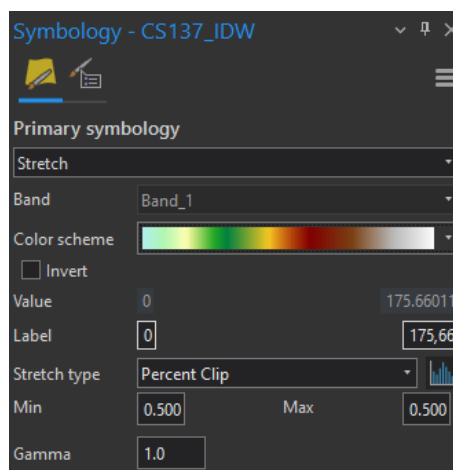 Symbology - CS137_IDW
Primary symbology
Stretch
Band Band_1
Color scheme
Invert
Value 0 175.66011
Label 0 175,66
Stretch type Percent Clip
Min 0.500 Max 0.500
Gamma 1.0